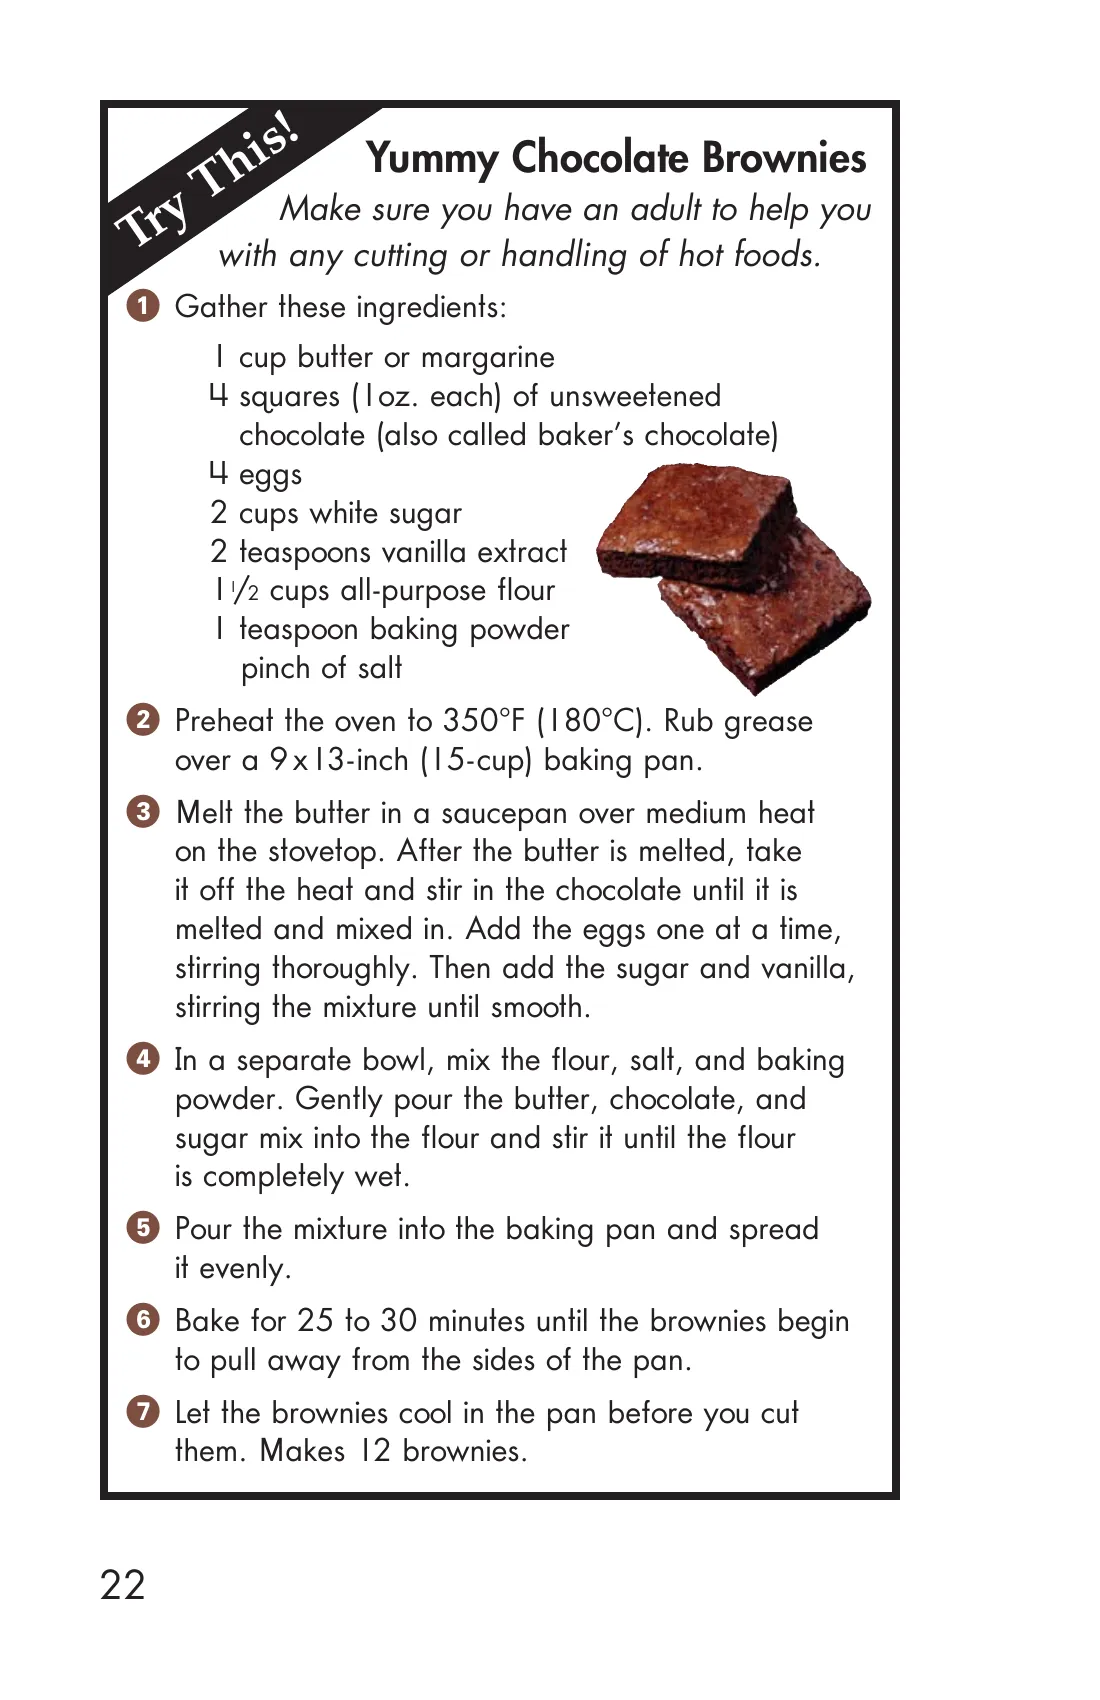 Try This!
Yummy Chocolate Brownies
Make sure you have an adult to help you
with any cutting or handling of hot foods.
1 Gather these ingredients:
1 cup butter or margarine
4 squares (1oz. each) of unsweetened
chocolate (also called baker’s chocolate)
4 eggs
2 cups white sugar
2 teaspoons vanilla extract
1 1/2 cups all-purpose flour
1 teaspoon baking powder
pinch of salt
2 Preheat the oven to 350°F (180°C). Rub grease
over a 9x13-inch (15-cup) baking pan.
3 Melt the butter in a saucepan over medium heat
on the stovetop. After the butter is melted, take
it off the heat and stir in the chocolate until it is
melted and mixed in. Add the eggs one at a time,
stirring thoroughly. Then add the sugar and vanilla,
stirring the mixture until smooth.
4 In a separate bowl, mix the flour, salt, and baking
powder. Gently pour the butter, chocolate, and
sugar mix into the flour and stir it until the flour
is completely wet.
5 Pour the mixture into the baking pan and spread
it evenly.
6 Bake for 25 to 30 minutes until the brownies begin
to pull away from the sides of the pan.
7 Let the brownies cool in the pan before you cut
them. Makes 12 brownies.
22